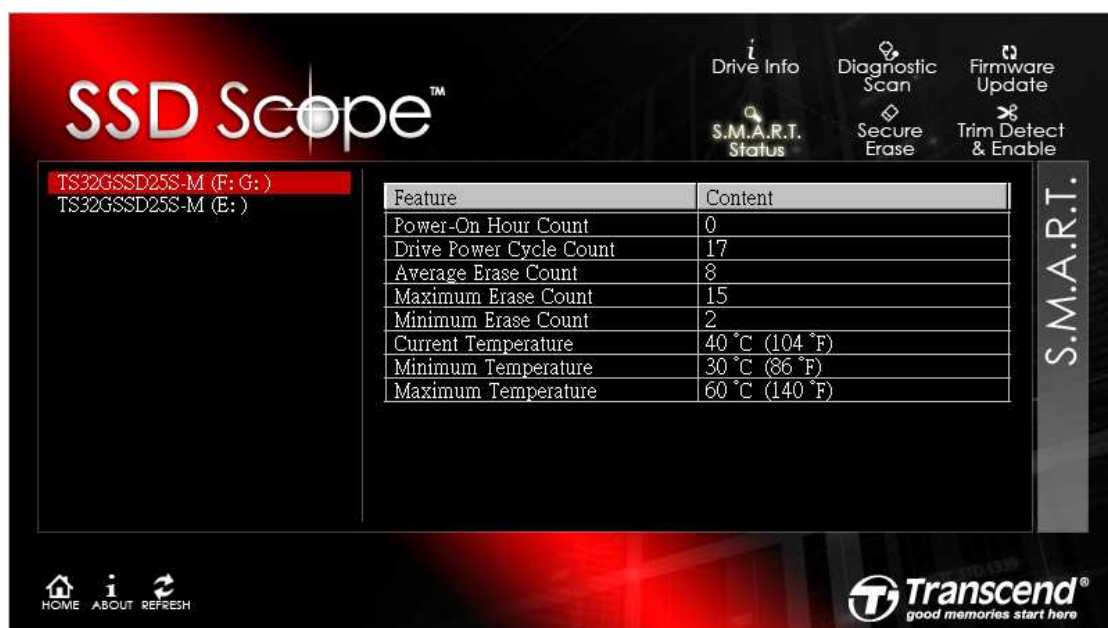 SSD Scope™
i
Drive Info
Diagnostic
Scan
Firmware
Update
S.M.A.R.T.
Status
Secure
Erase
Trim Detect
& Enable
TS32GSSD25S-M (F: G: )
TS32GSSD25S-M (E: )
Feature Content
Power-On Hour Count 0
Drive Power Cycle Count 17
Average Erase Count 8
Maximum Erase Count 15
Minimum Erase Count 2
Current Temperature 40 °C (104 °F)
Minimum Temperature 30 °C (86 °F)
Maximum Temperature 60 °C (140 °F)
S.M.A.R.T.
HOME
i
ABOUT
REFRESH
Transcend®
good memories start here